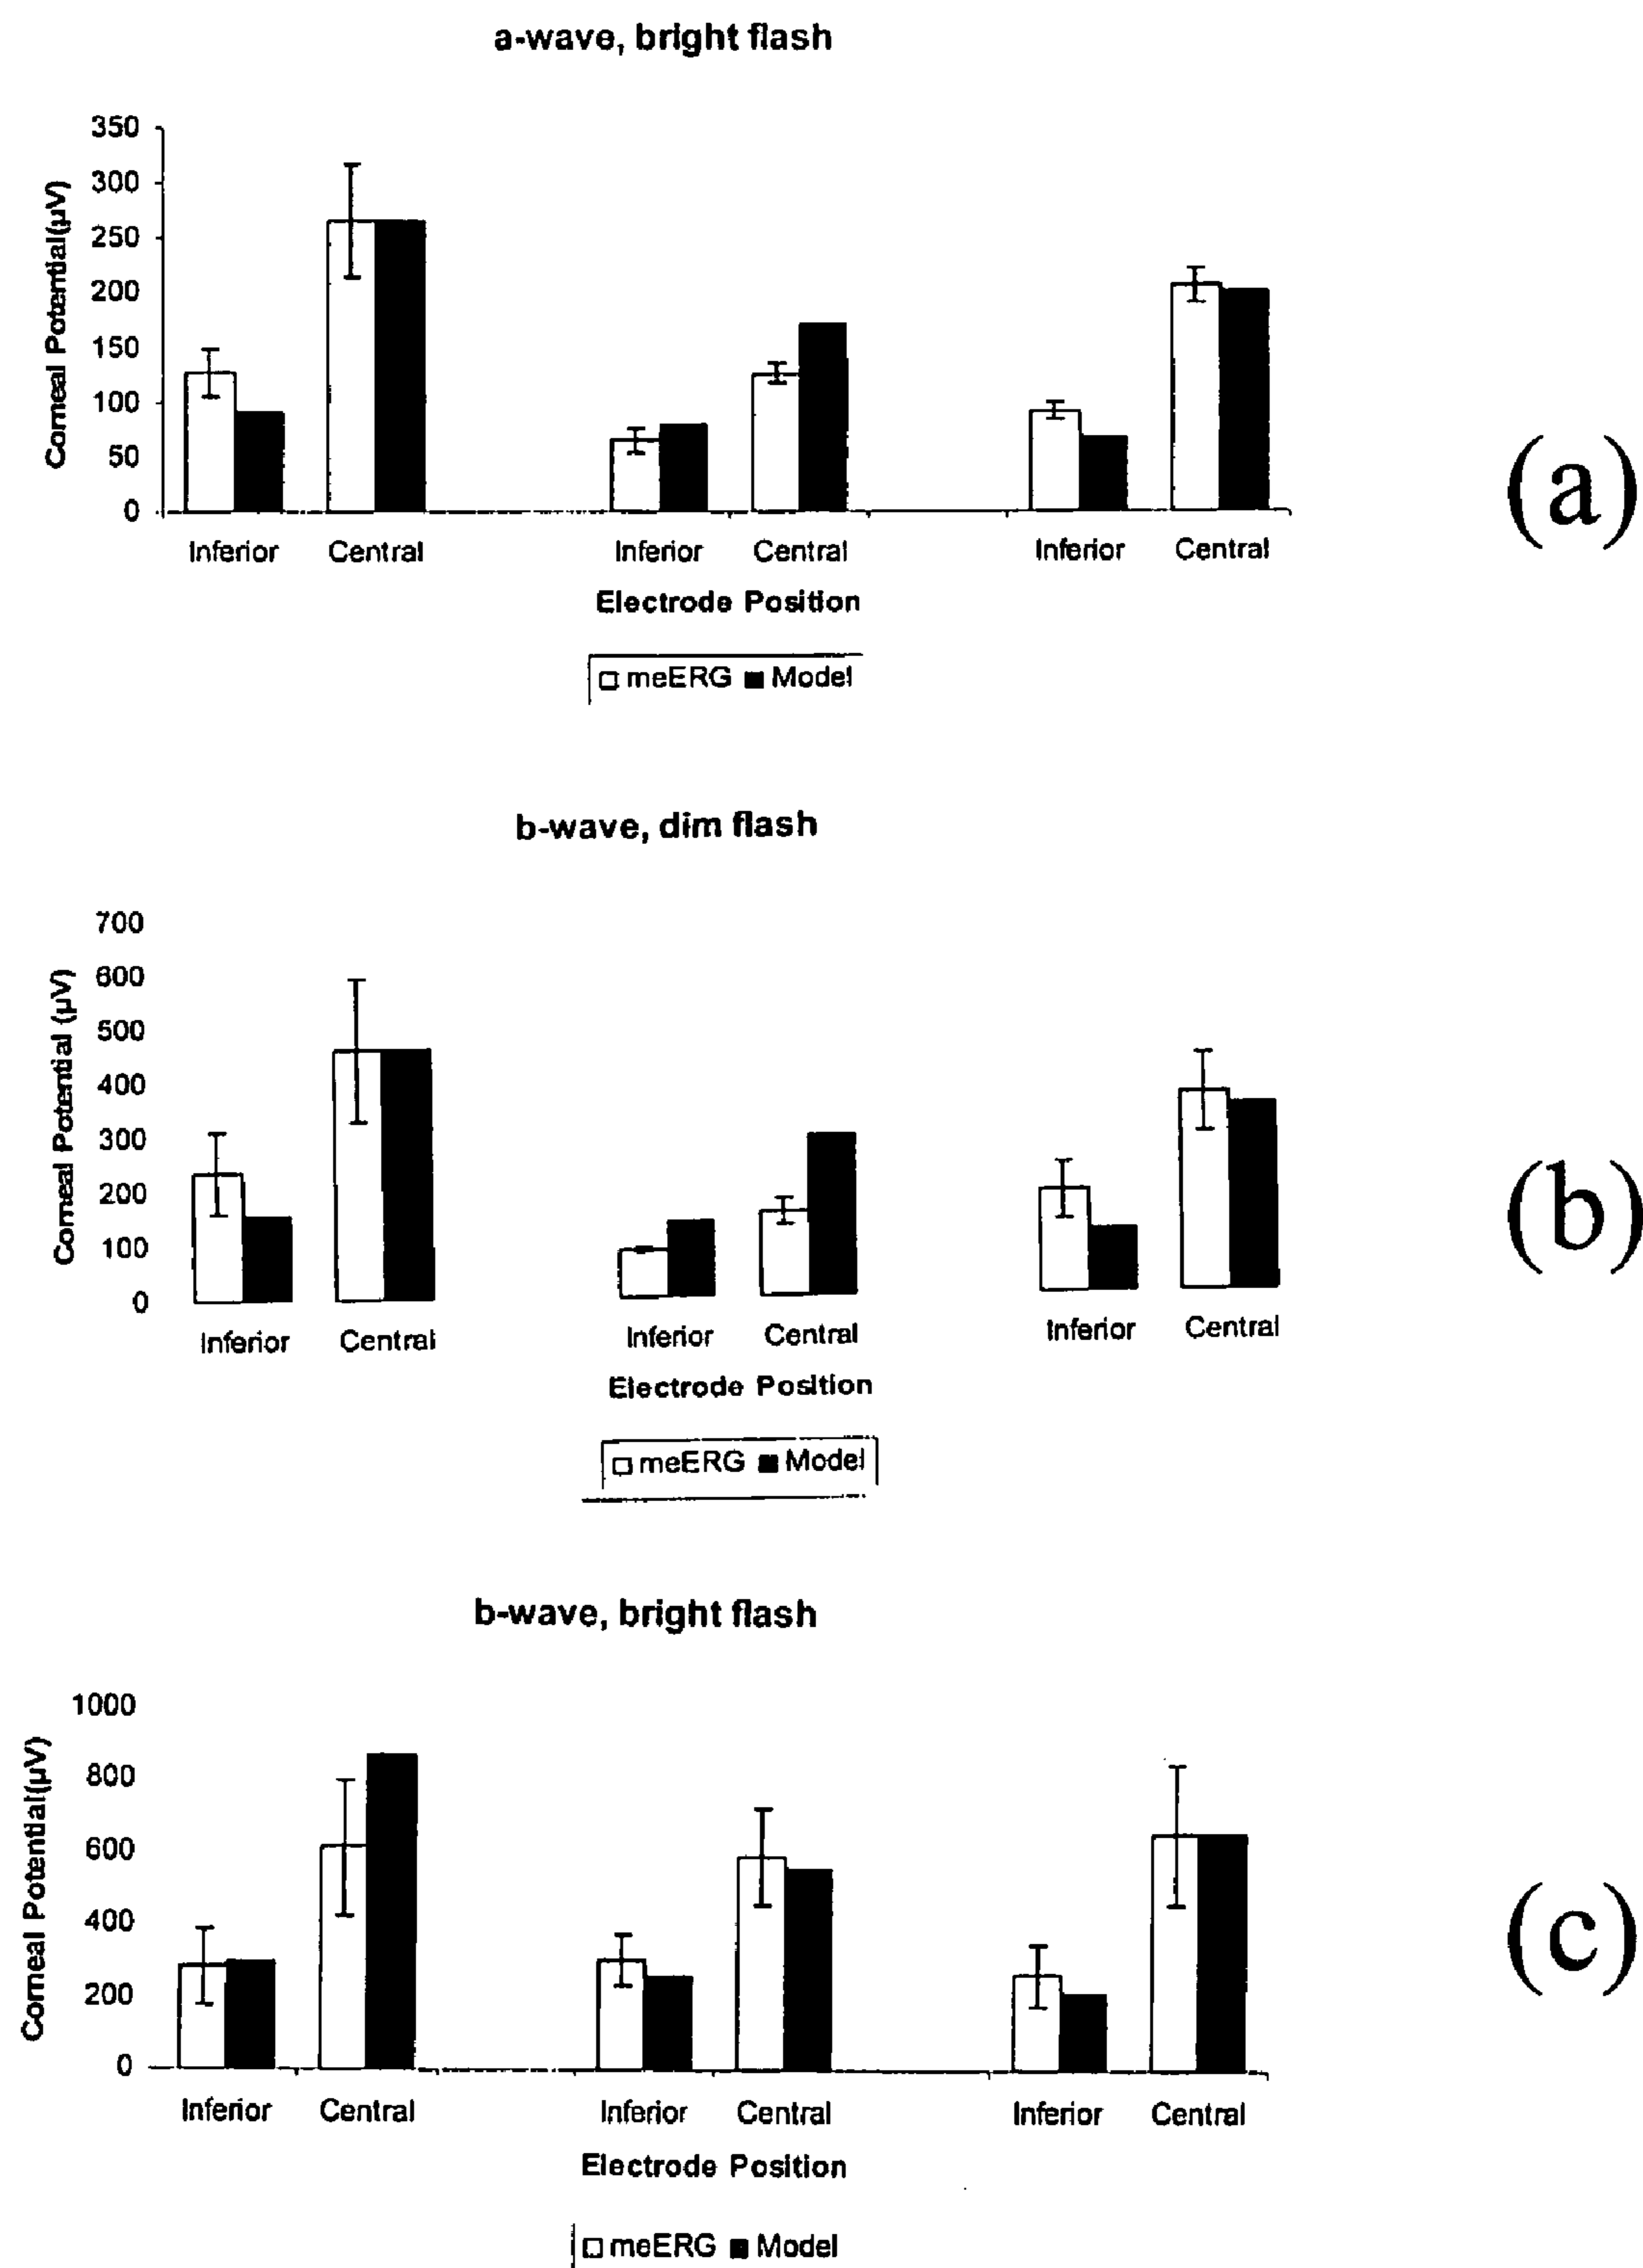 a-wave, bright flash
Corneal Potential(µV)
350
300
250
200
150
100
50
0
Inferior Central Inferior Central Inferior Central
Electrode Position
meERG Model
(a)
b-wave, dim flash
Corneal Potential (µV)
700
600
500
400
300
200
100
0
Inferior Central Inferior Central Inferior Central
Electrode Position
meERG Model
(b)
b-wave, bright flash
Corneal Potential(µV)
1000
800
600
400
200
0
Inferior Central Inferior Central Inferior Central
Electrode Position
meERG Model
(c)